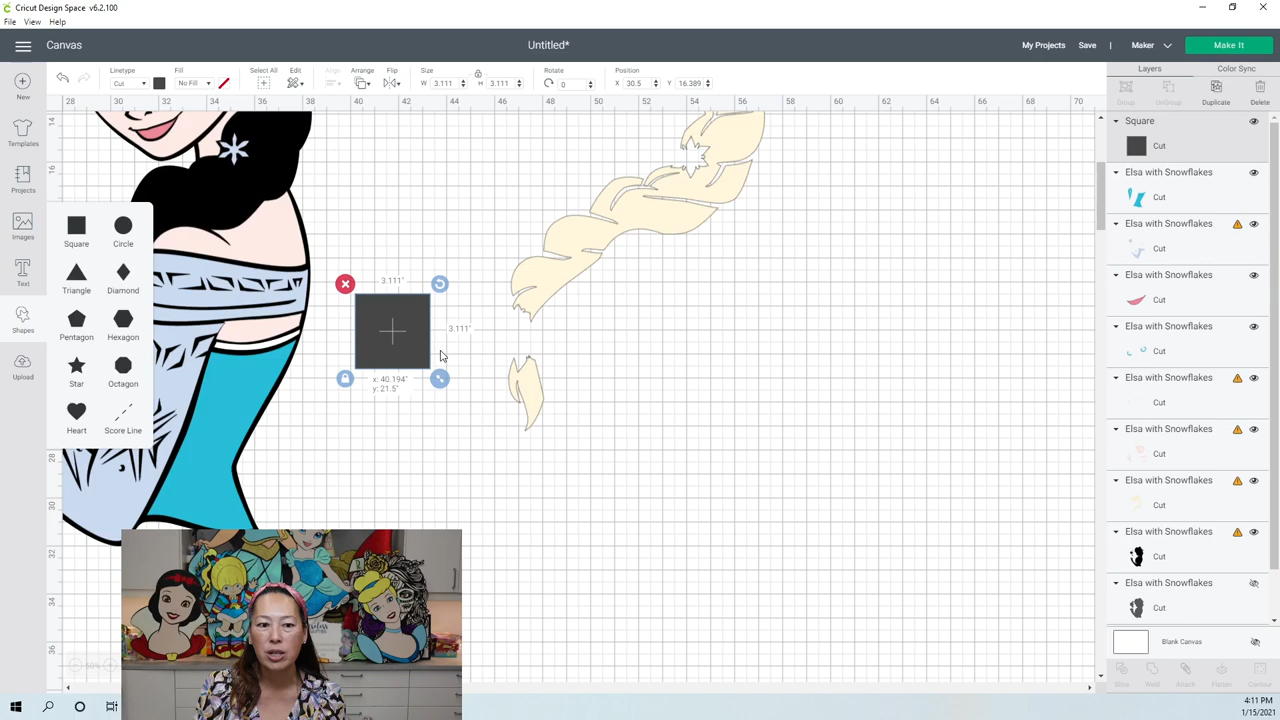 Cricut Design Space v6.2.100
File View Help
Canvas
Untitled*
My Projects Save | Maker Make It
Linetype Fill Select All Edit Align Arrange Flip Size Rotate Position
Cut No Fill W 3.111 H 3.111 0 X 30.5 Y 16.389
Layers Color Sync
Group UnGroup Duplicate Delete
28 30 32 34 36 38 40 42 44 46 48 50 52 54 56 58 60 62 64 66 68 70
14
16
28
30
32
34
36
New
Templates
Projects
Images
Text
Shapes
Upload
Square Circle
Triangle Diamond
Pentagon Hexagon
Star Octagon
Heart Score Line
3.111"
3.111"
x: 40.194"
y: 21.5"
50%
Square
Cut
Elsa with Snowflakes
Cut
Elsa with Snowflakes
Cut
Elsa with Snowflakes
Cut
Elsa with Snowflakes
Cut
Elsa with Snowflakes
Cut
Elsa with Snowflakes
Cut
Elsa with Snowflakes
Cut
Elsa with Snowflakes
Cut
Elsa with Snowflakes
Cut
Blank Canvas
Slice Weld Attach Flatten Contour
4:11 PM
1/15/2021